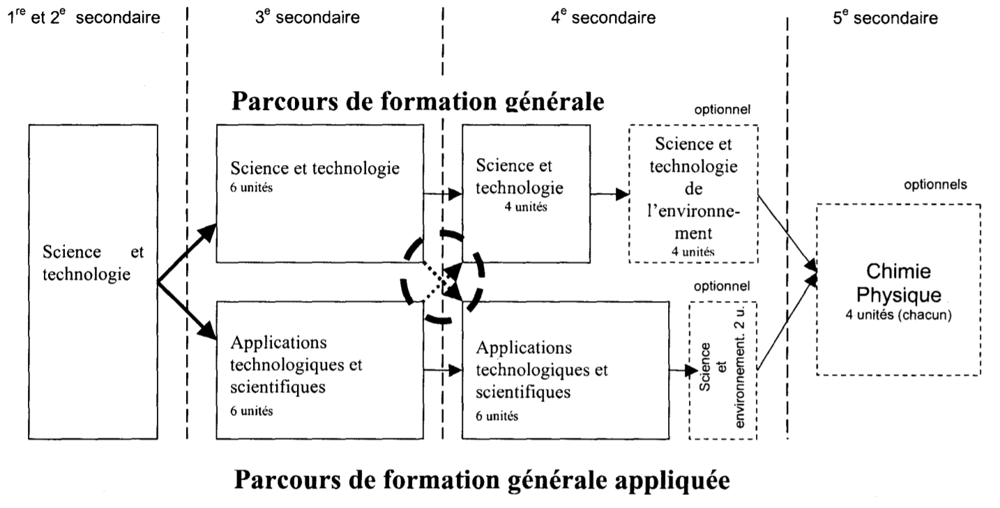 1re et 2e secondaire
3e secondaire
4e secondaire
5e secondaire
Parcours de formation générale
Science et
technologie
Science et technologie
6 unités
Science et
technologie
4 unités
optionnel
Science et
technologie
de
l'environne-
ment
4 unités
optionnels
Chimie
Physique
4 unités (chacun)
Applications
technologiques et
scientifiques
6 unités
Applications
technologiques et
scientifiques
6 unités
optionnel
Science
et
environnement. 2 u.
Parcours de formation générale appliquée